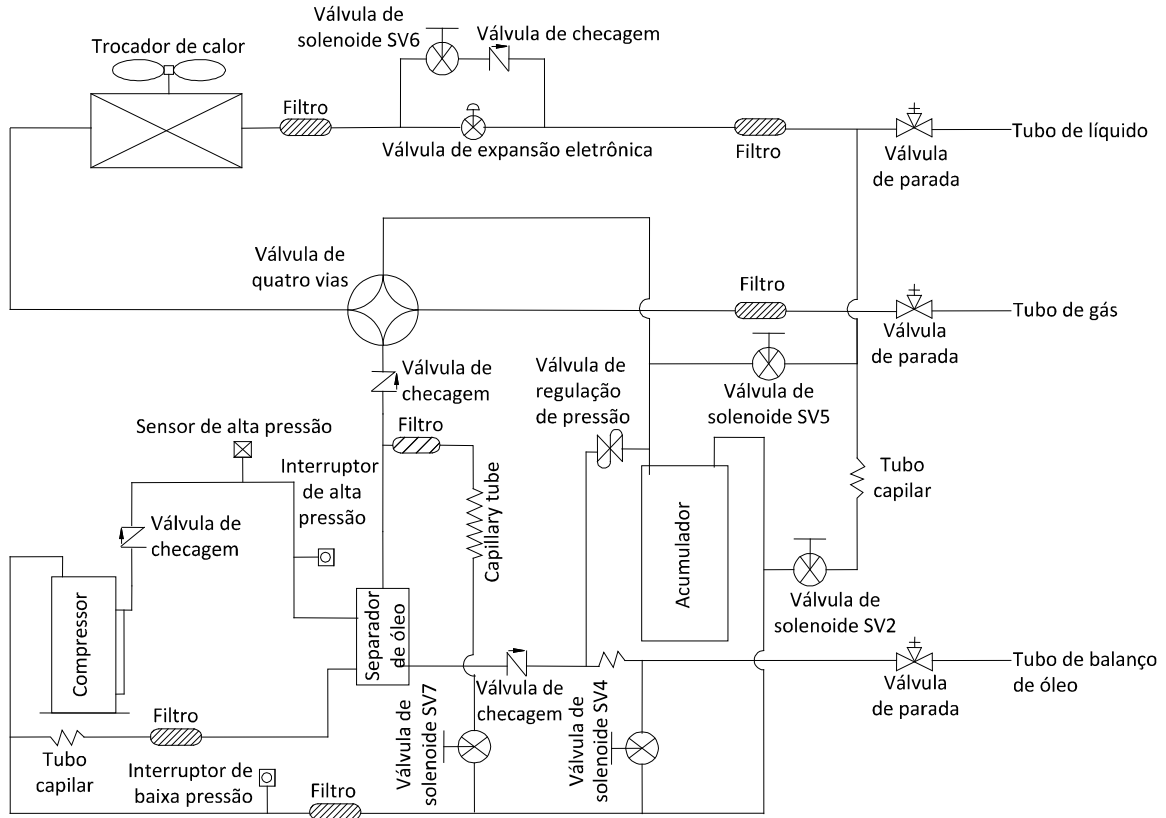 Válvula de
solenoide SV6
Válvula de checagem
Trocador de calor
Filtro
Válvula de expansão eletrônica
Filtro
Válvula
de parada
Tubo de líquido
Válvula de
quatro vias
Filtro
Tubo de gás
Válvula
de parada
Válvula de
checagem
Válvula de
regulação
de pressão
Válvula de
solenoide SV5
Sensor de alta pressão
Filtro
Interruptor
de alta
pressão
Capillary tube
Tubo
capilar
Válvula de
checagem
Acumulador
Compressor
Separador
de óleo
Válvula de
solenoide SV2
Válvula de
checagem
Tubo de balanço
de óleo
Válvula
de parada
Filtro
Tubo
capilar
Válvula de
solenoide SV7
Válvula de
solenoide SV4
Interruptor de
baixa pressão
Filtro